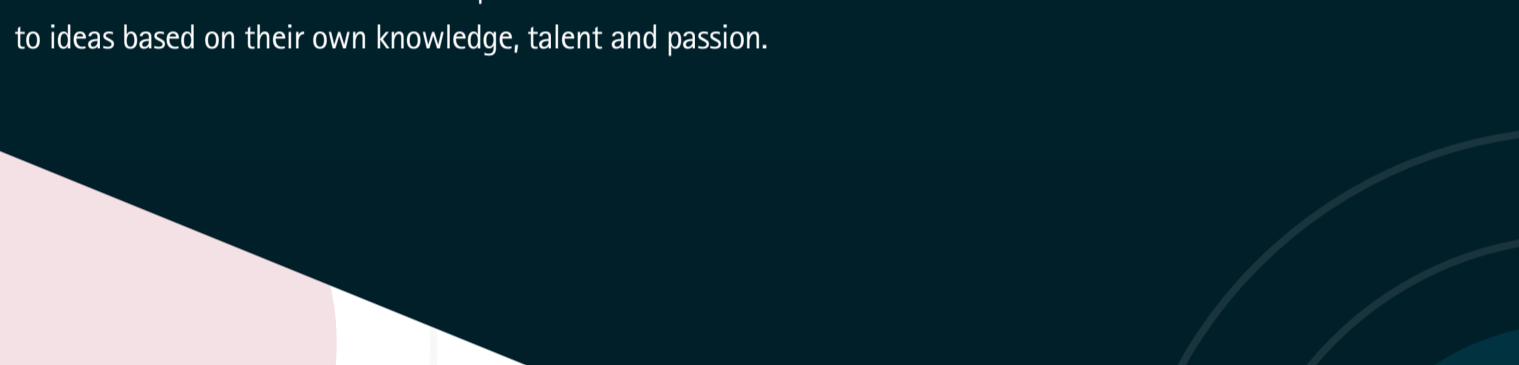 to ideas based on their own knowledge, talent and passion.